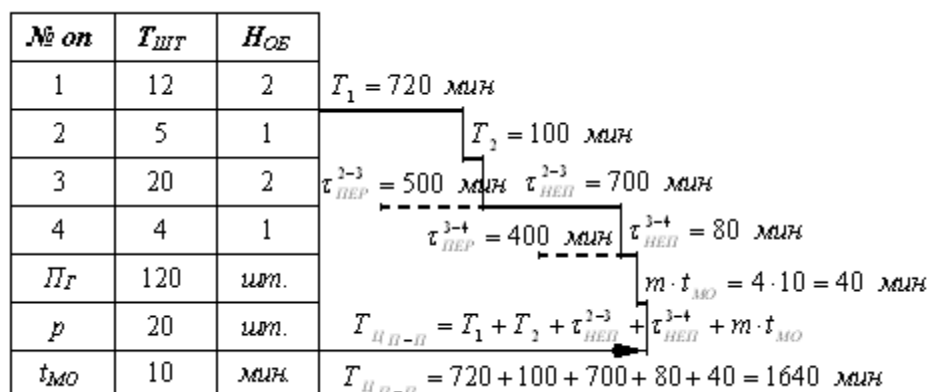 № оп Tшт Ноб
1 12 2 T₁ = 720 мин
2 5 1 T₂ = 100 мин
3 20 2 τ²⁻³ПЕР = 500 мин τ²⁻³НЕП = 700 мин
4 4 1 τ³⁻⁴ПЕР = 400 мин τ³⁻⁴НЕП = 80 мин
Пг 120 шт. m·tмо = 4·10 = 40 мин
p 20 шт. TЦ П-П = T₁ + T₂ + τ²⁻³НЕП + τ³⁻⁴НЕП + m·tмо
tМО 10 мин. TЦ П-П = 720 + 100 + 700 + 80 + 40 = 1640 мин